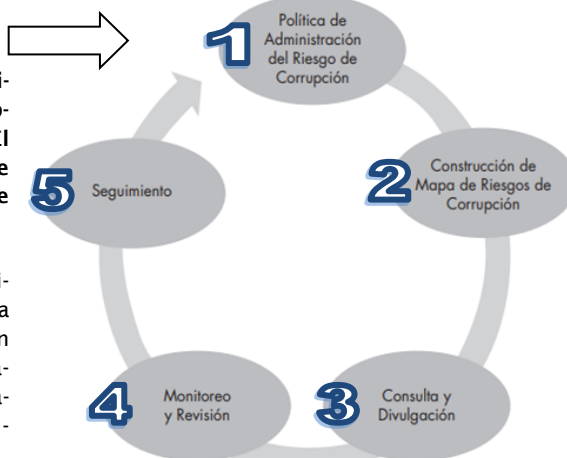 1
Política de
Administración
del Riesgo de
Corrupción
2
Construcción de
Mapa de Riesgos de
Corrupción
3
Consulta y
Divulgación
4
Monitoreo
y Revisión
5
Seguimiento